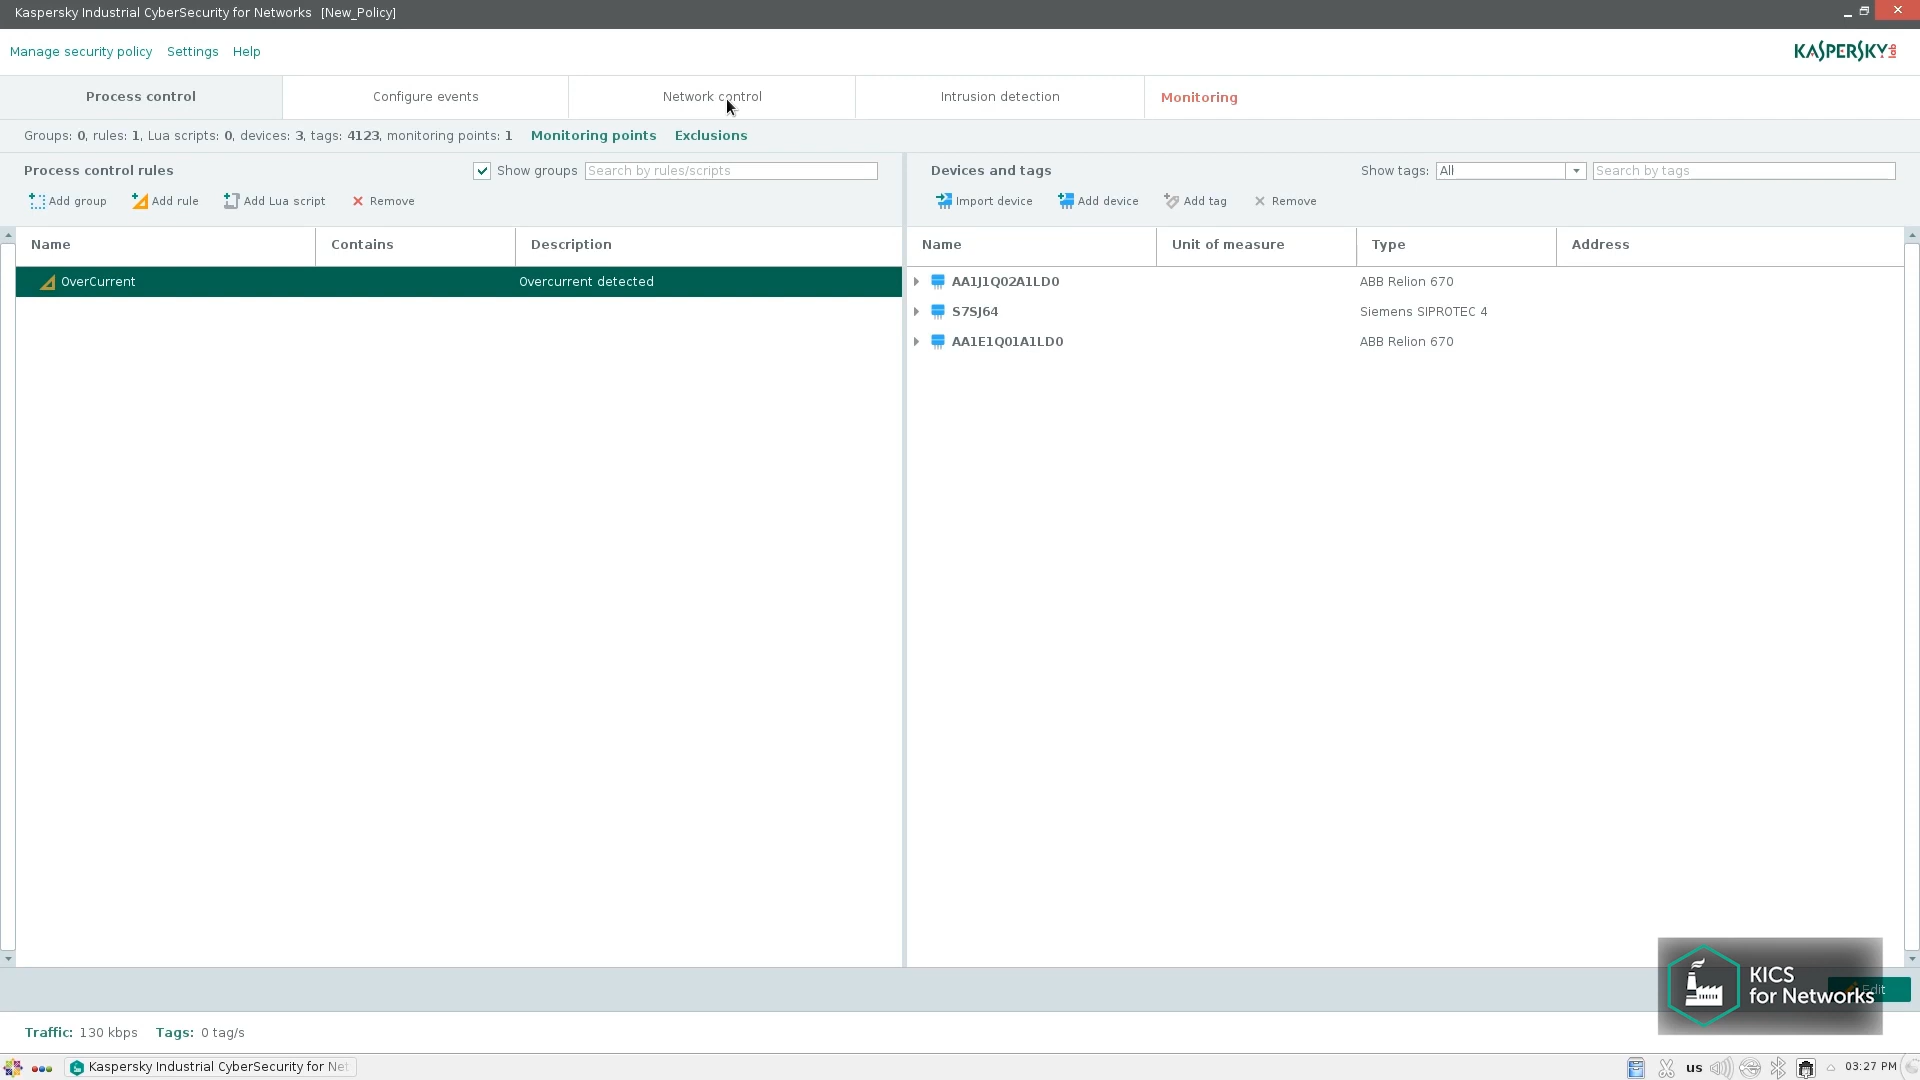 Kaspersky Industrial CyberSecurity for Networks [New_Policy]
Manage security policy Settings Help
KASPERSKY lab
Process control Configure events Network control Intrusion detection Monitoring
Groups: 0, rules: 1, Lua scripts: 0, devices: 3, tags: 4123, monitoring points: 1 Monitoring points Exclusions
Process control rules Show groups Search by rules/scripts
Add group Add rule Add Lua script Remove
Name Contains Description
OverCurrent Overcurrent detected
Devices and tags Show tags: All Search by tags
Import device Add device Add tag Remove
Name Unit of measure Type Address
AA1J1Q02A1LD0 ABB Relion 670
S7SJ64 Siemens SIPROTEC 4
AA1E1Q01A1LD0 ABB Relion 670
KICS
for Networks
Edit
Traffic: 130 kbps Tags: 0 tag/s
Kaspersky Industrial CyberSecurity for Net
us 03:27 PM